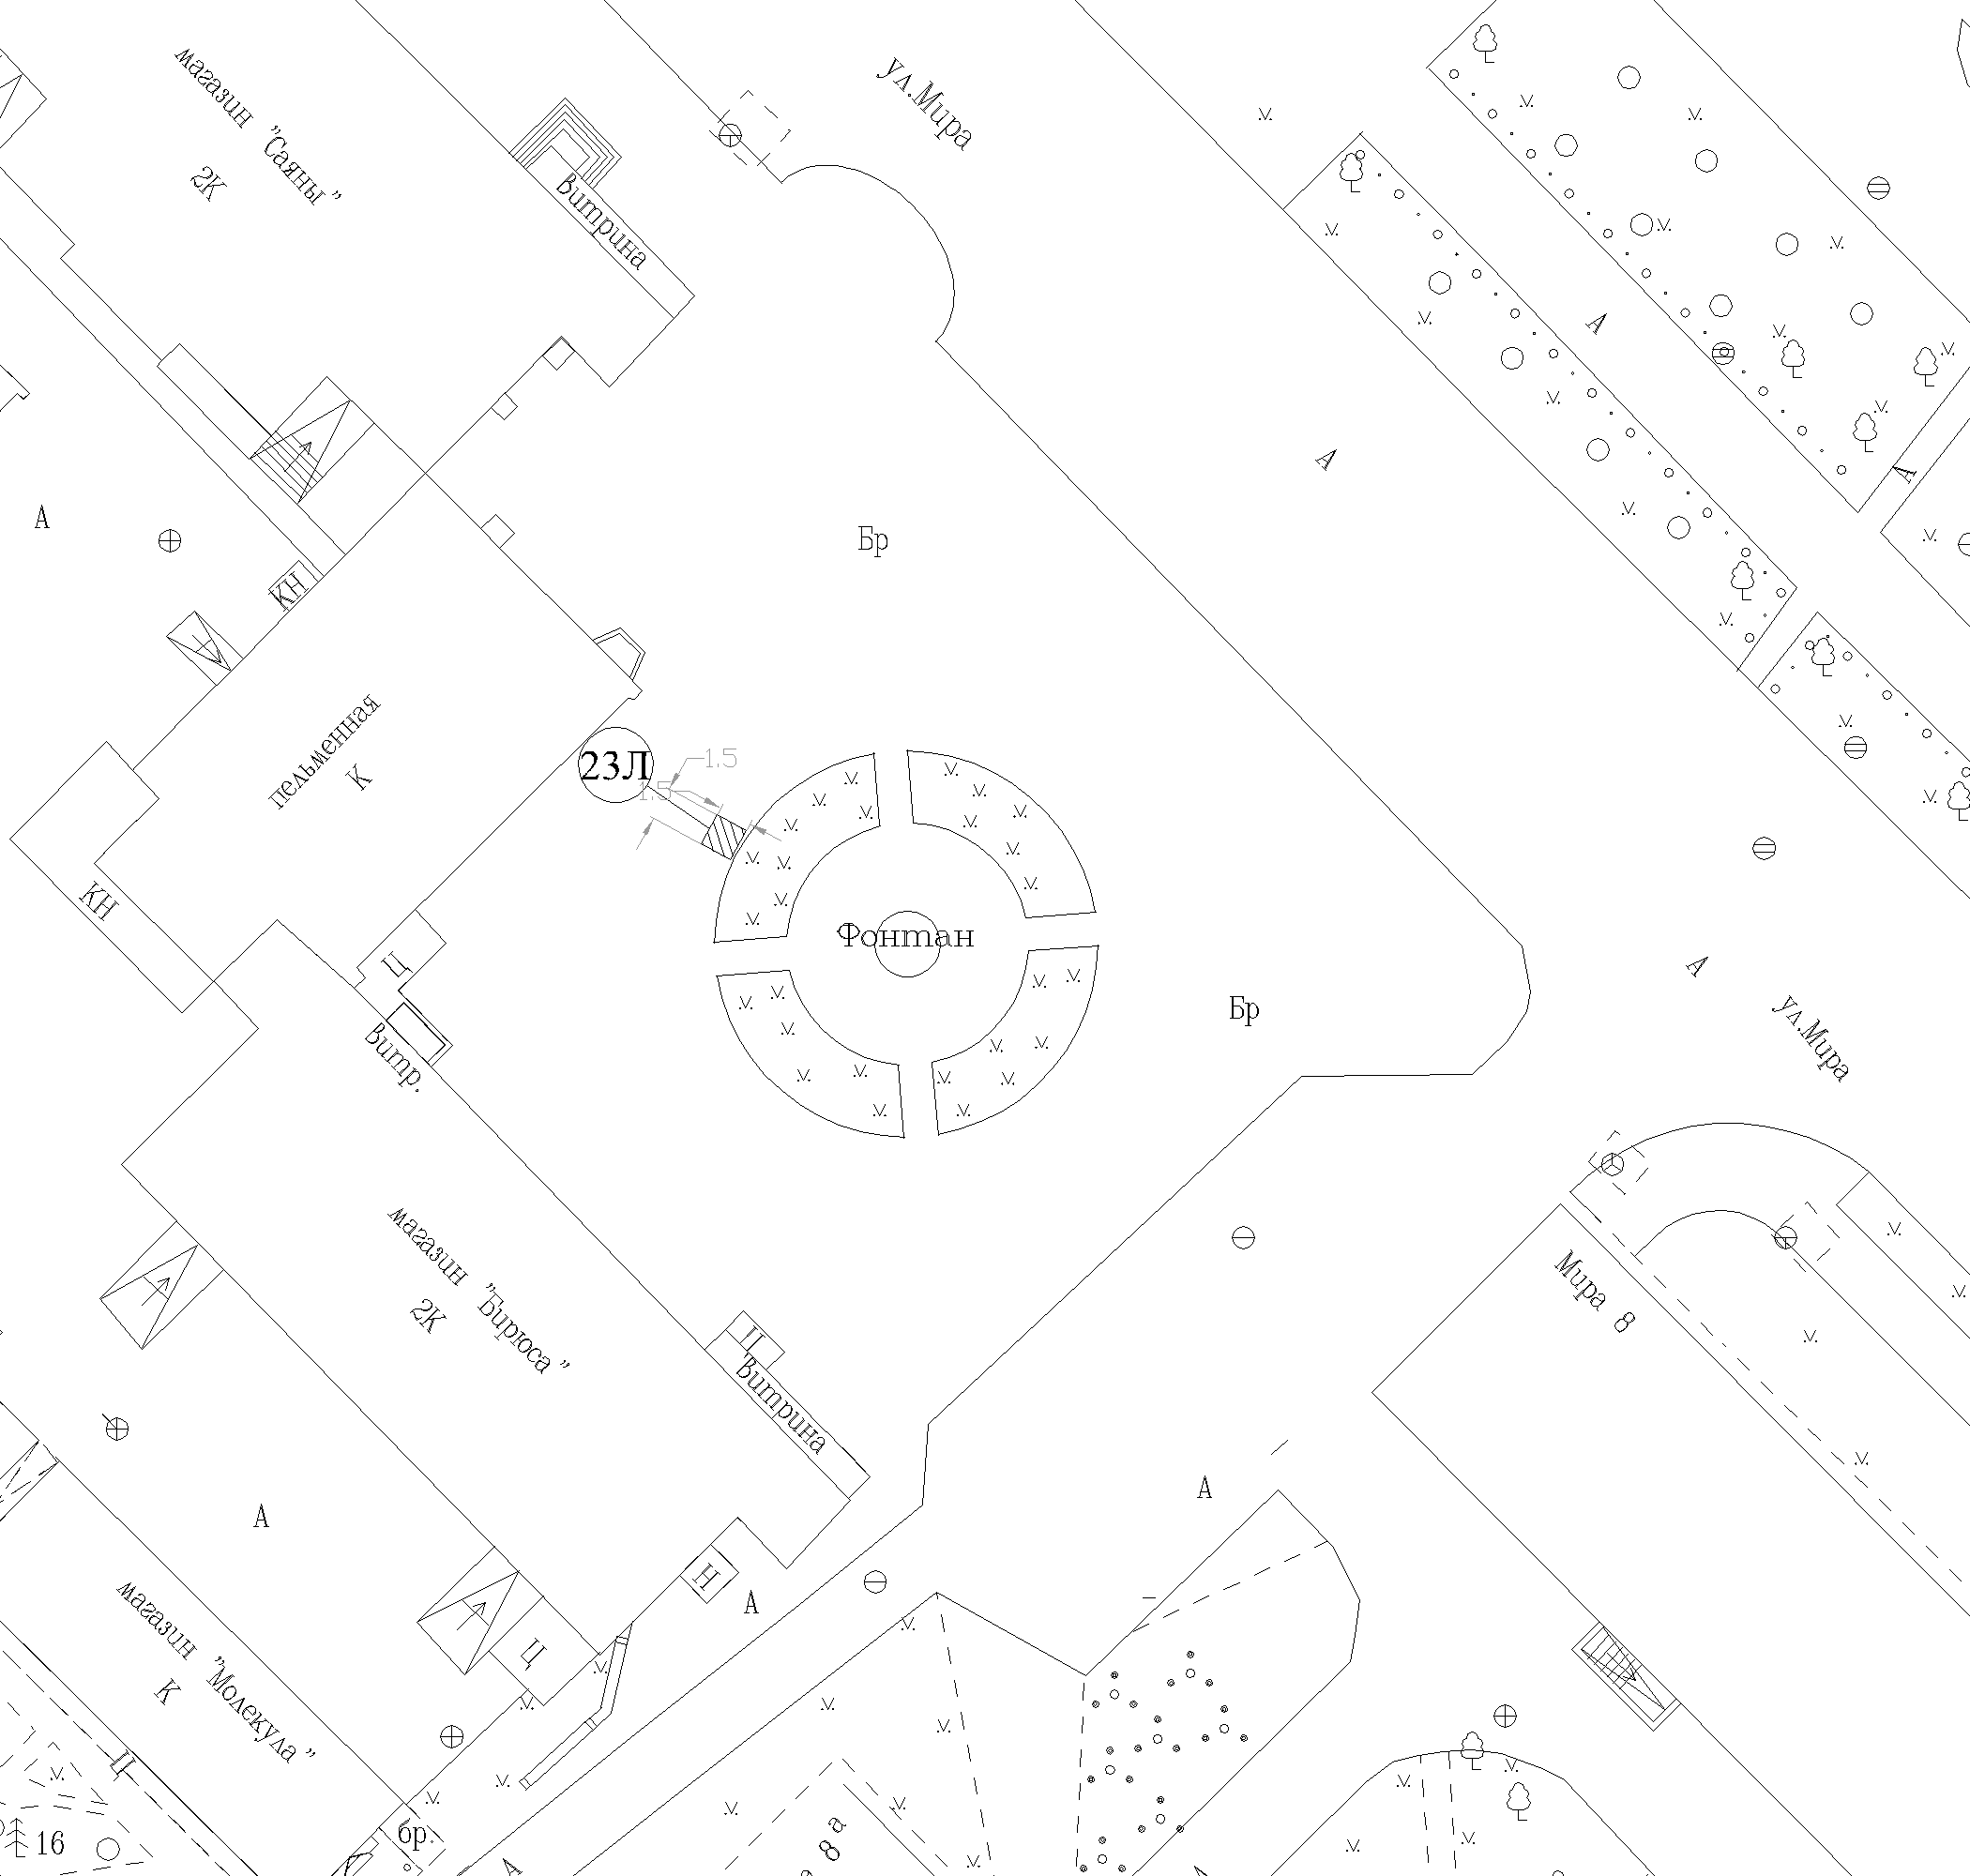 магазин "Саяны"
2К
Витрина
ул.Мира
А
А
А
А
Бр
КН
пельменная
К
23Л
1.5
1.5
КН
Фонтан
Ц
Витр.
Бр
А
ул.Мира
магазин "Бирюса"
2К
Ц
Витрина
Мира 8
А
А
Н
А
Ц
магазин "Молекула"
К
Ц
бр.
16
8а
А
А